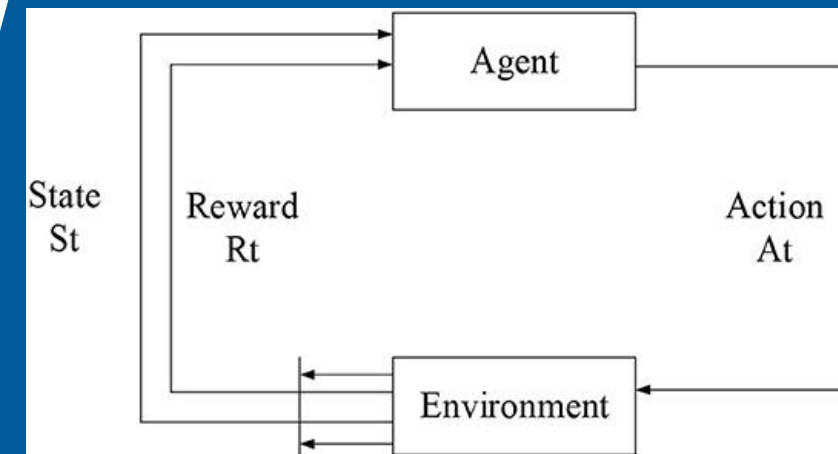 Agent
State
St
Reward
Rt
Action
At
Environment